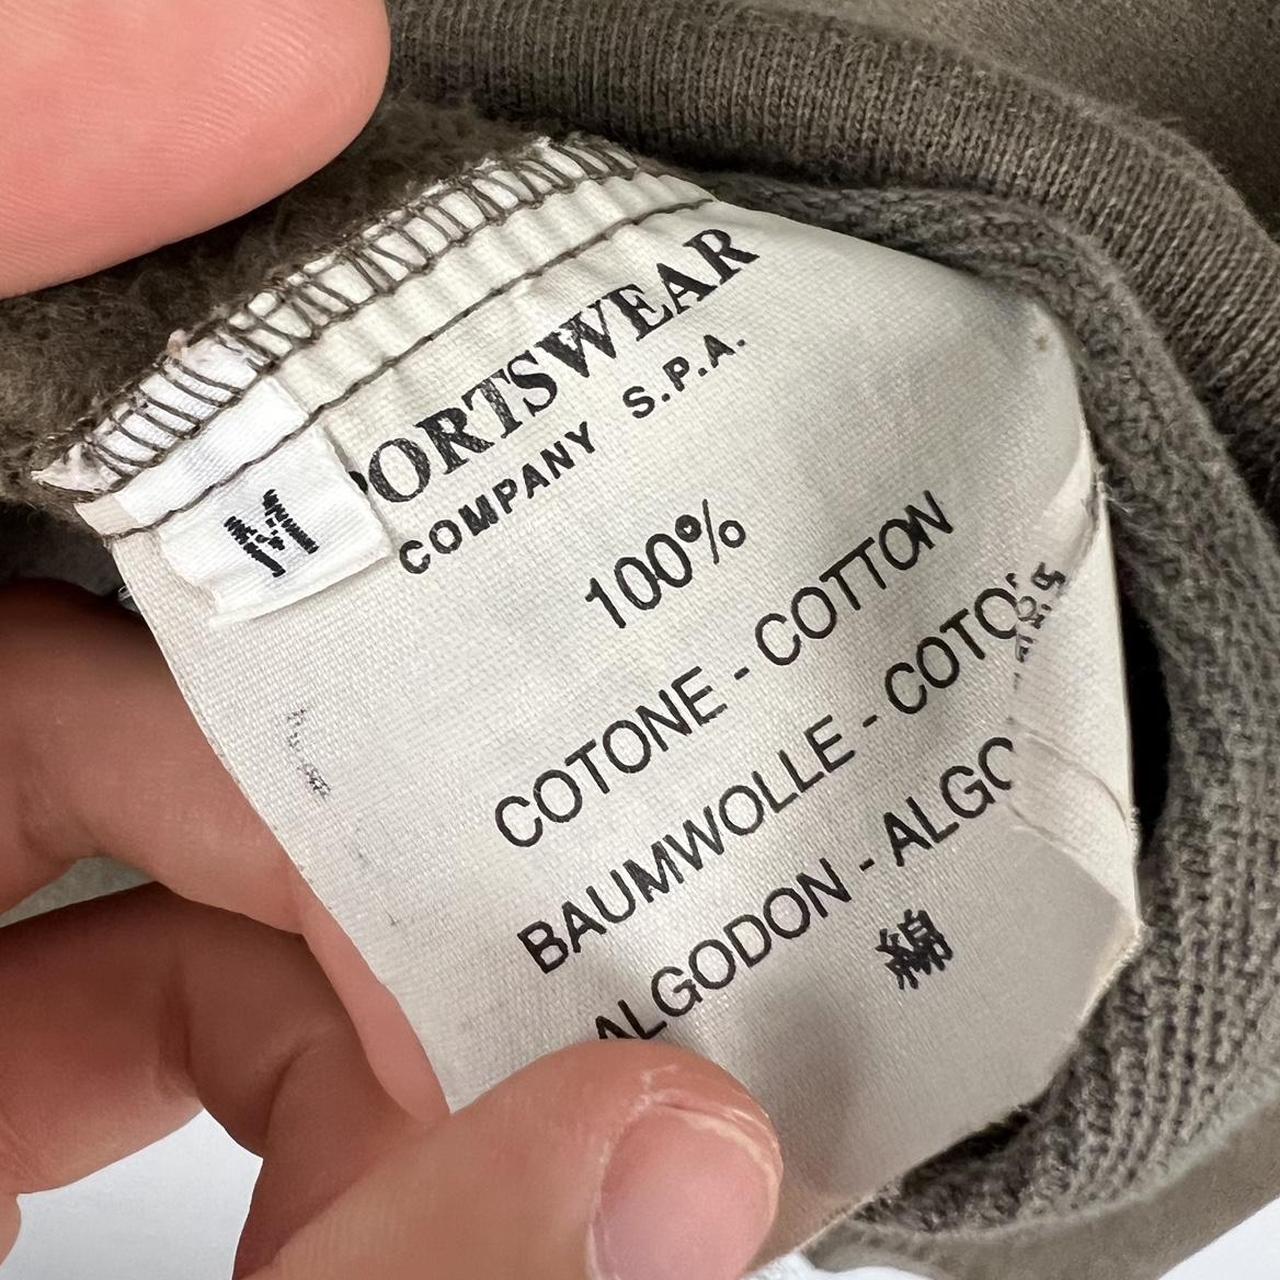 PORTSWEAR
COMPANY S.P.A.
M
100%
COTONE - COTTON
BAUMWOLLE - COTO
ALGODON - ALGO
綿